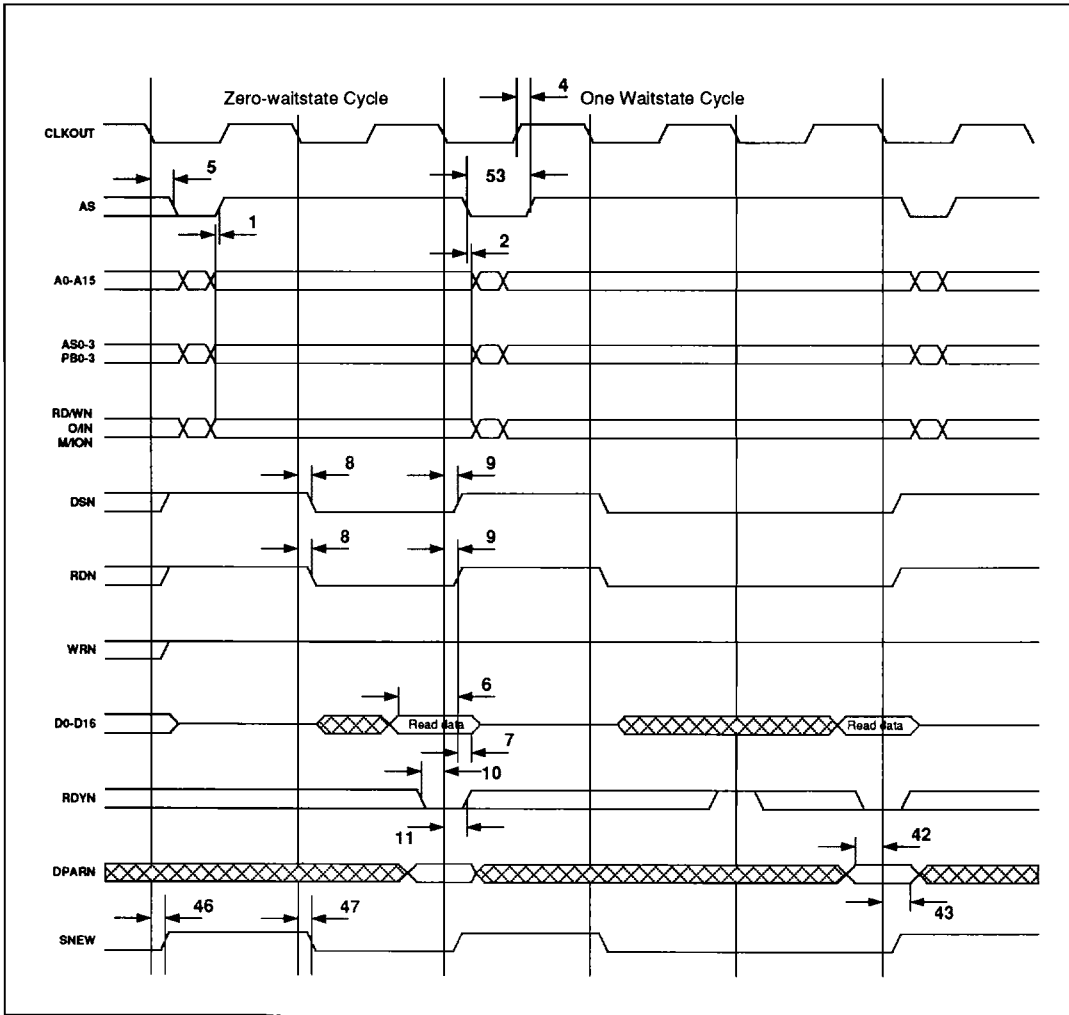 4
Zero-waitstate Cycle
One Waitstate Cycle
CLKOUT
5
53
AS
1
2
A0-A15
AS0-3
PB0-3
RD/WN
O/IN
M/ION
8
9
DSN
8
9
RDN
WRN
6
D0-D16
Read data
Read data
7
10
RDYN
11
42
DPARN
46
47
43
SNEW